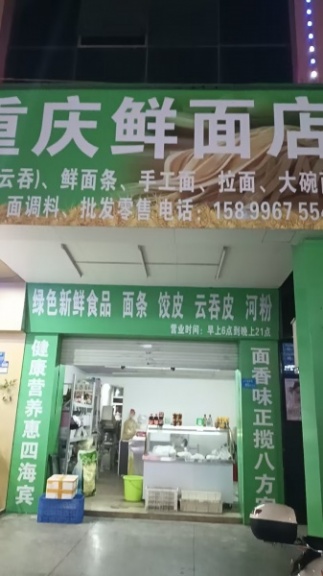 重庆鲜面店
云吞)、鲜面条、手工面、拉面、大碗面
面调料、批发零售 电话: 158 9967 554
绿色新鲜食品 面条 饺皮 云吞皮 河粉
营业时间: 早上6点到晚上21点
健康营养惠四海宾
面香味正揽八方客